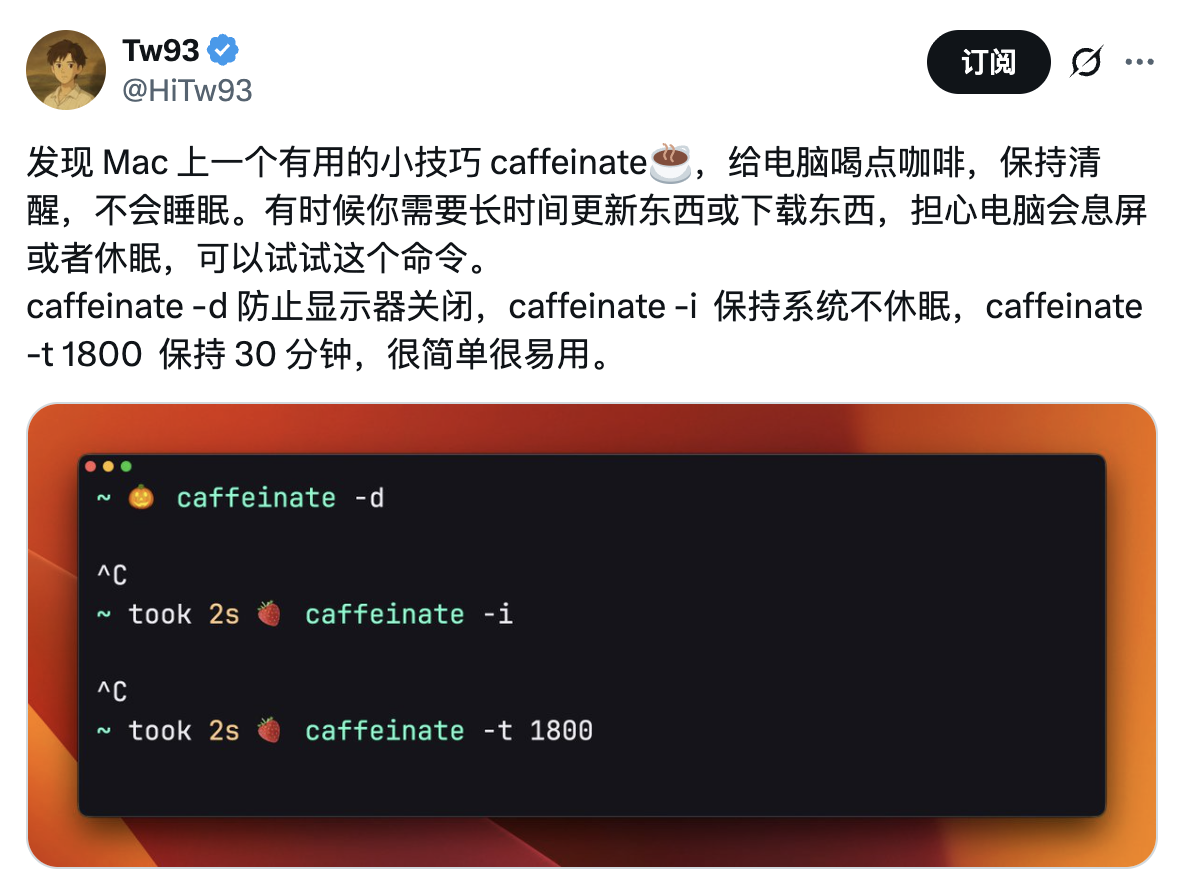 Tw93
@HiTw93
订阅
发现 Mac 上一个有用的小技巧 caffeinate☕，给电脑喝点咖啡，保持清
醒，不会睡眠。有时候你需要长时间更新东西或下载东西，担心电脑会息屏
或者休眠，可以试试这个命令。
caffeinate -d 防止显示器关闭，caffeinate -i 保持系统不休眠，caffeinate
-t 1800 保持 30 分钟，很简单很易用。
~ 🎃 caffeinate -d
^C
~ took 2s 🍓 caffeinate -i
^C
~ took 2s 🍓 caffeinate -t 1800